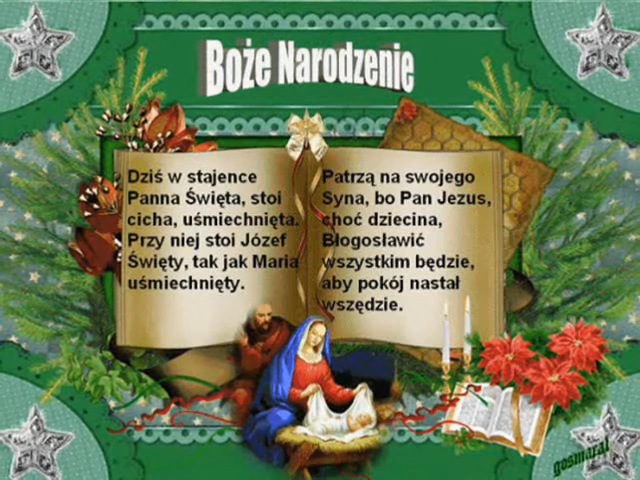 Boże Narodzenie
Dziś w stajence
Panna Święta, stoi
cicha, uśmiechnięta.
Przy niej stoi Józef
Święty, tak jak Maria
uśmiechnięty.
Patrzą na swojego
Syna, bo Pan Jezus,
choć dziecina,
Błogosławić
wszystkim będzie,
aby pokój nastał
wszędzie.
gosmaral